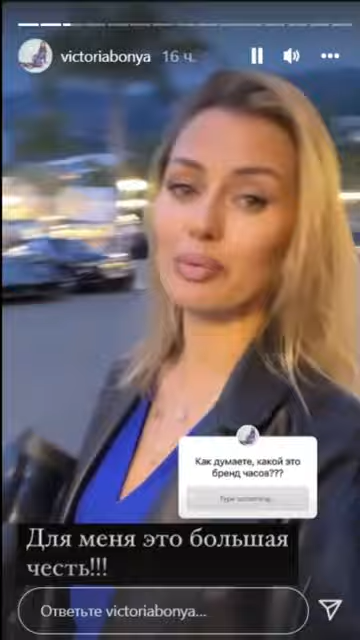 victoriabonya 16 ч.
Как думаете, какой это
бренд часов???
Type something...
Для меня это большая
честь!!!
Ответьте victoriabonya...